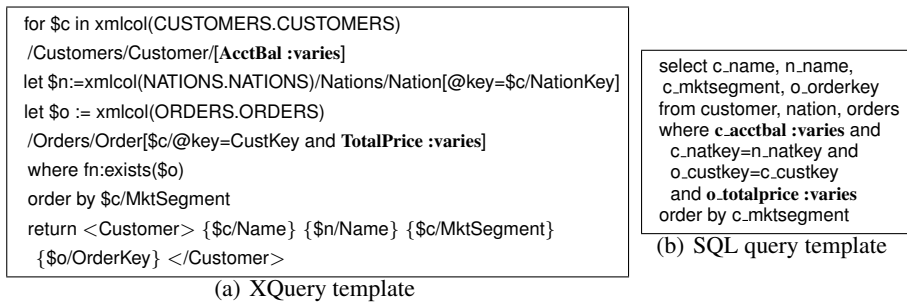 for $c in xmlcol(CUSTOMERS.CUSTOMERS)
/Customers/Customer/[AcctBal :varies]
let $n:=xmlcol(NATIONS.NATIONS)/Nations/Nation[@key=$c/NationKey]
let $o := xmlcol(ORDERS.ORDERS)
/Orders/Order[$c/@key=CustKey and TotalPrice :varies]
where fn:exists($o)
order by $c/MktSegment
return <Customer> {$c/Name} {$n/Name} {$c/MktSegment}
{$o/OrderKey} </Customer>
(a) XQuery template
select c_name, n_name,
c_mktsegment, o_orderkey
from customer, nation, orders
where c_acctbal :varies and
c_natkey=n_natkey and
o_custkey=c_custkey
and o_totalprice :varies
order by c_mktsegment
(b) SQL query template